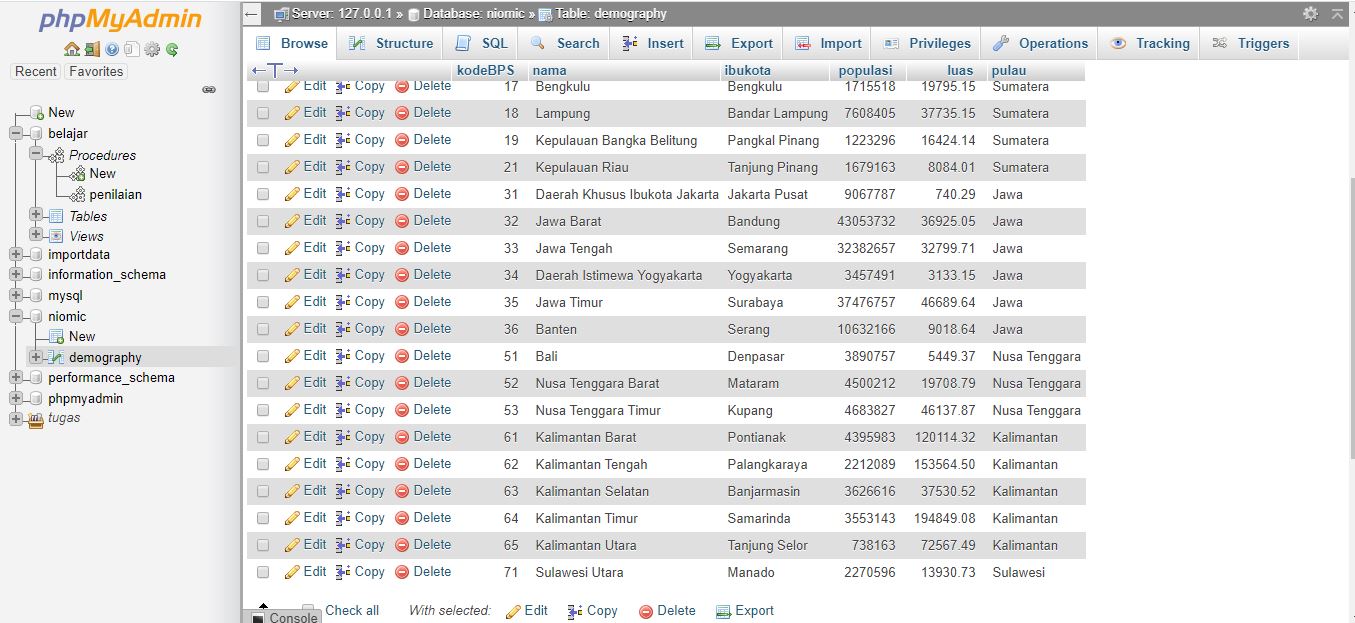 phpMyAdmin
Recent Favorites
New
belajar
Procedures
New
penilaian
Tables
Views
importdata
information_schema
mysql
niomic
New
demography
performance_schema
phpmyadmin
tugas
Server: 127.0.0.1 » Database: niomic » Table: demography
Browse Structure SQL Search Insert Export Import Privileges Operations Tracking Triggers
←T→ kodeBPS nama ibukota populasi luas pulau
Edit Copy Delete 17 Bengkulu Bengkulu 1715518 19795.15 Sumatera
Edit Copy Delete 18 Lampung Bandar Lampung 7608405 37735.15 Sumatera
Edit Copy Delete 19 Kepulauan Bangka Belitung Pangkal Pinang 1223296 16424.14 Sumatera
Edit Copy Delete 21 Kepulauan Riau Tanjung Pinang 1679163 8084.01 Sumatera
Edit Copy Delete 31 Daerah Khusus Ibukota Jakarta Jakarta Pusat 9067787 740.29 Jawa
Edit Copy Delete 32 Jawa Barat Bandung 43053732 36925.05 Jawa
Edit Copy Delete 33 Jawa Tengah Semarang 32382657 32799.71 Jawa
Edit Copy Delete 34 Daerah Istimewa Yogyakarta Yogyakarta 3457491 3133.15 Jawa
Edit Copy Delete 35 Jawa Timur Surabaya 37476757 46689.64 Jawa
Edit Copy Delete 36 Banten Serang 10632166 9018.64 Jawa
Edit Copy Delete 51 Bali Denpasar 3890757 5449.37 Nusa Tenggara
Edit Copy Delete 52 Nusa Tenggara Barat Mataram 4500212 19708.79 Nusa Tenggara
Edit Copy Delete 53 Nusa Tenggara Timur Kupang 4683827 46137.87 Nusa Tenggara
Edit Copy Delete 61 Kalimantan Barat Pontianak 4395983 120114.32 Kalimantan
Edit Copy Delete 62 Kalimantan Tengah Palangkaraya 2212089 153564.50 Kalimantan
Edit Copy Delete 63 Kalimantan Selatan Banjarmasin 3626616 37530.52 Kalimantan
Edit Copy Delete 64 Kalimantan Timur Samarinda 3553143 194849.08 Kalimantan
Edit Copy Delete 65 Kalimantan Utara Tanjung Selor 738163 72567.49 Kalimantan
Edit Copy Delete 71 Sulawesi Utara Manado 2270596 13930.73 Sulawesi
Check all With selected: Edit Copy Delete Export
Console